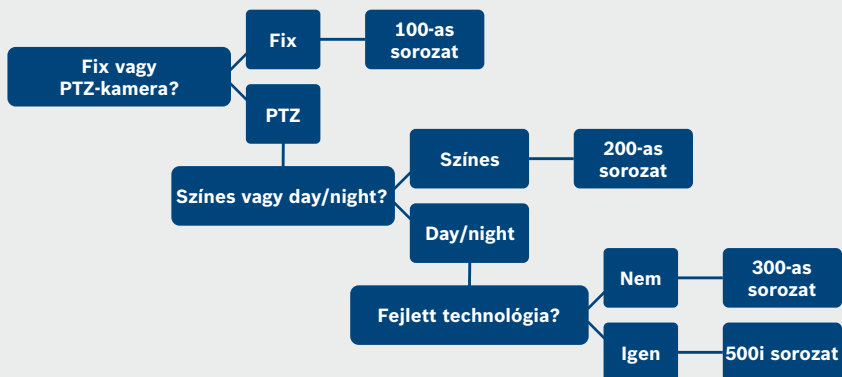 Fix vagy
PTZ-kamera?
Fix
100-as
sorozat
PTZ
Színes vagy day/night?
Színes
200-as
sorozat
Day/night
Fejlett technológia?
Nem
300-as
sorozat
Igen
500i sorozat